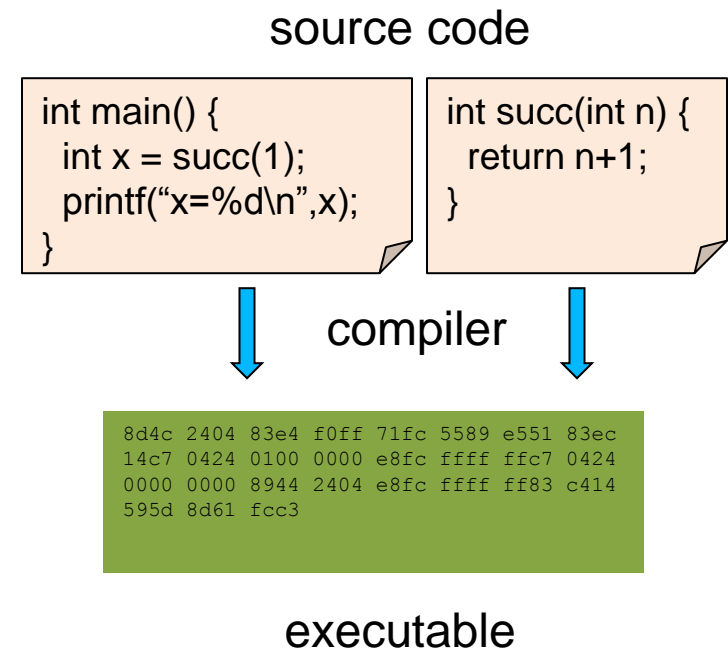 source code
int main() {
int x = succ(1);
printf(“x=%d\n”,x);
}
int succ(int n) {
return n+1;
}
compiler
8d4c 2404 83e4 f0ff 71fc 5589 e551 83ec
14c7 0424 0100 0000 e8fc ffff ffc7 0424
0000 0000 8944 2404 e8fc ffff ff83 c414
595d 8d61 fcc3
executable